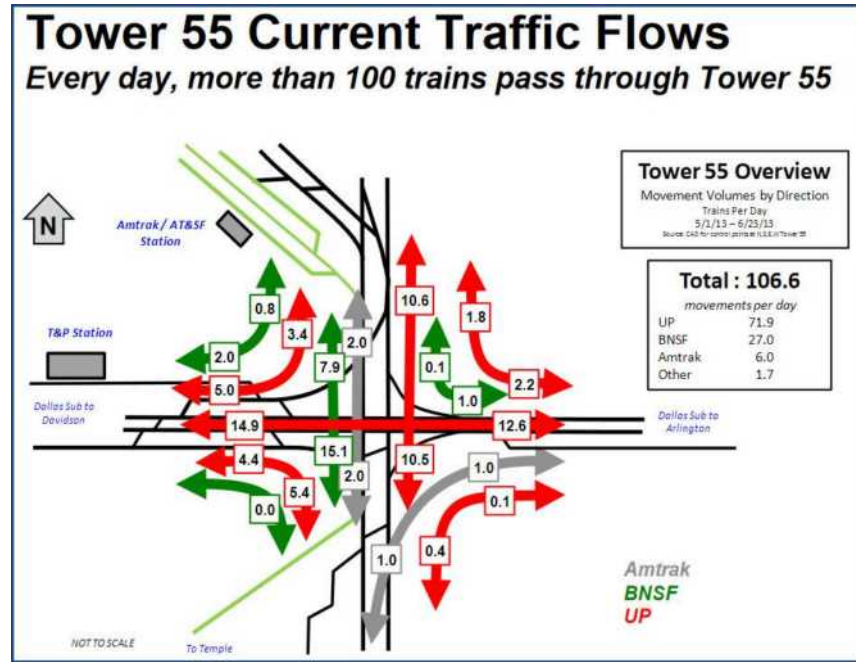 Tower 55 Current Traffic Flows
Every day, more than 100 trains pass through Tower 55
Tower 55 Overview
Movement Volumes by Direction
Trains Per Day
5/1/13 – 6/23/13
Total : 106.6
movements per day
UP 71.9
BNSF 27.0
Amtrak 6.0
Other 1.7
N
Amtrak / AT&SF
Station
T&P Station
Dallas Sub to
Davidson
Dallas Sub to
Arlington
0.8
2.0
3.4
5.0
7.9
2.0
10.6
1.8
0.1
1.0
2.2
14.9
12.6
15.1
2.0
10.5
4.4
5.4
0.0
1.0
0.1
0.4
1.0
Amtrak
BNSF
UP
NOT TO SCALE
To Temple